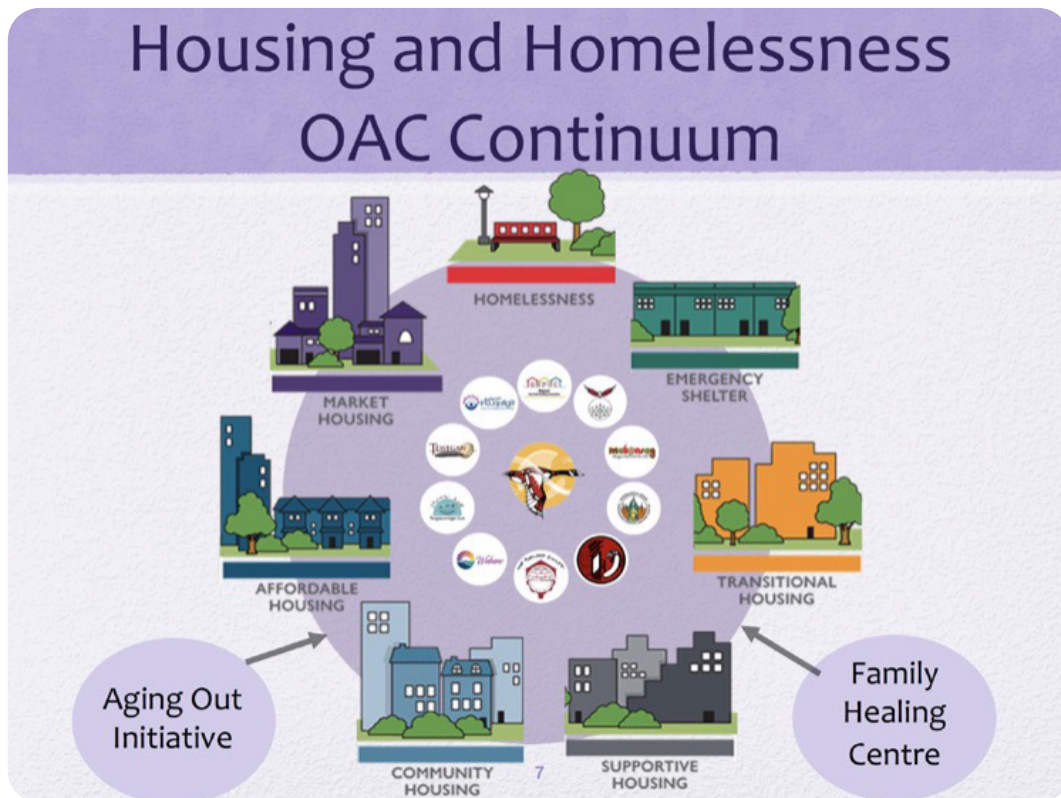 Housing and Homelessness
OAC Continuum
HOMELESSNESS
EMERGENCY
SHELTER
TRANSITIONAL
HOUSING
SUPPORTIVE
HOUSING
COMMUNITY
HOUSING
AFFORDABLE
HOUSING
MARKET
HOUSING
Aging Out
Initiative
Family
Healing
Centre
7